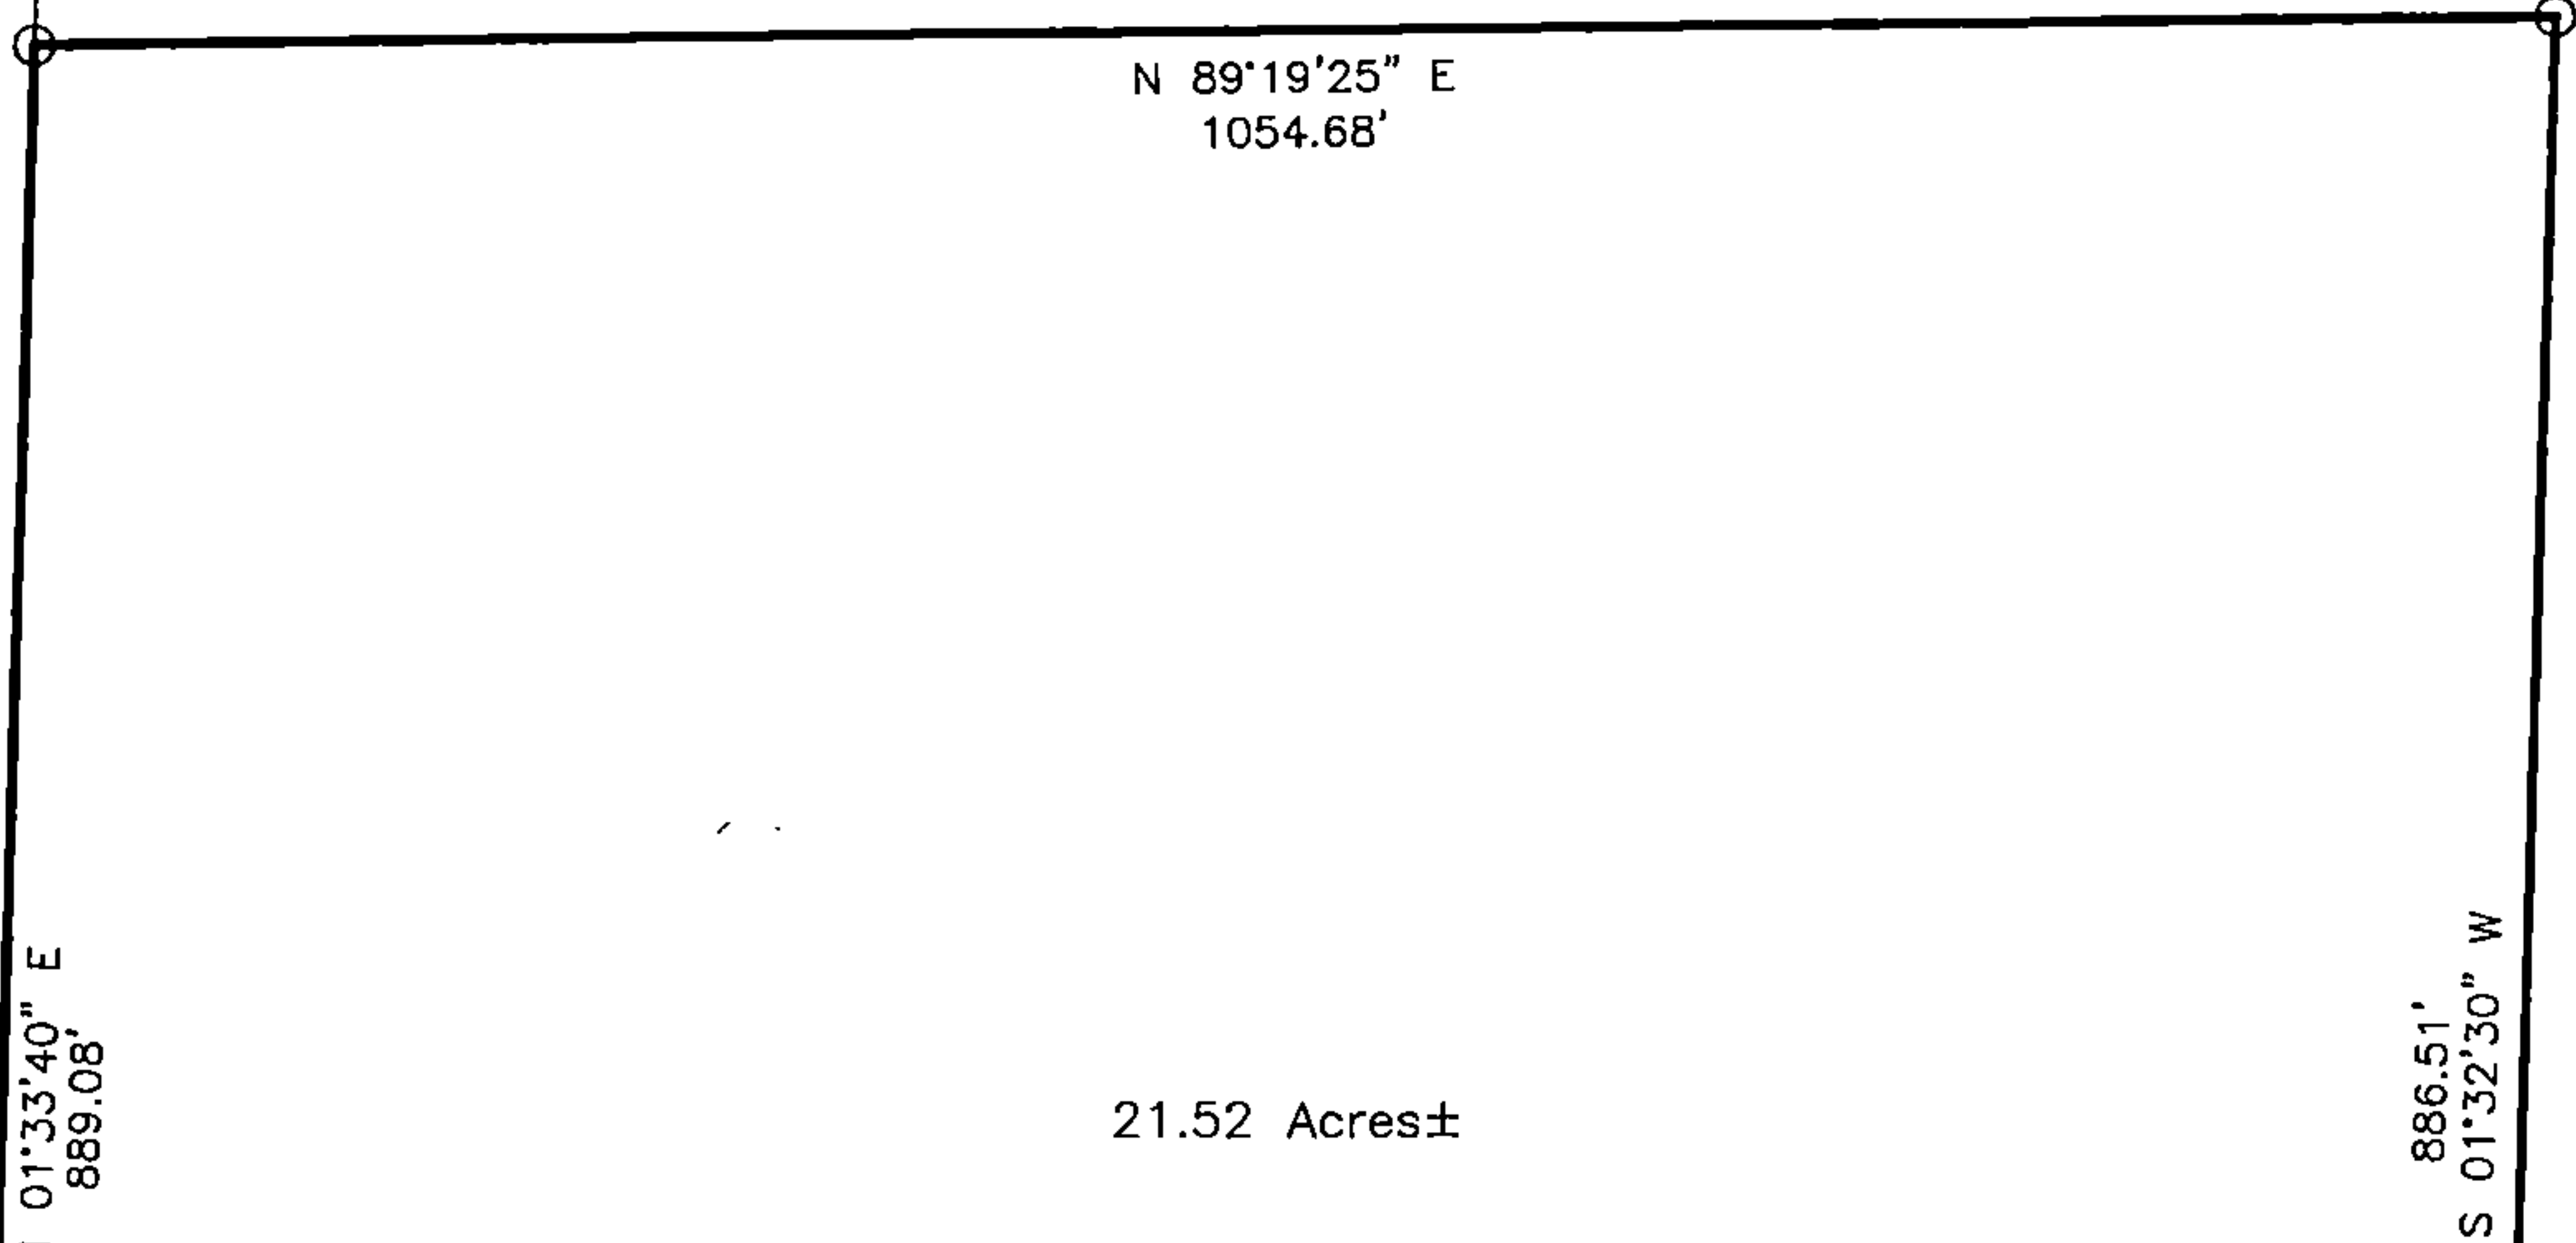 N 89°19'25" E
1054.68'
01°33'40" E
889.08'
21.52 Acres±
886.51'
S 01°32'30" W